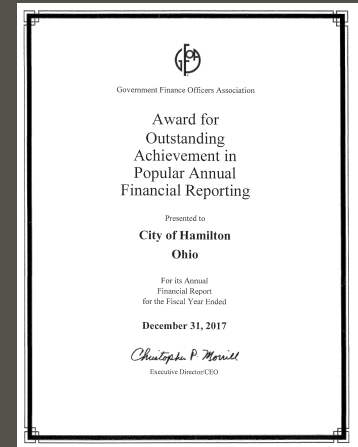 GFOA
Government Finance Officers Association
Award for
Outstanding
Achievement in
Popular Annual
Financial Reporting
Presented to
City of Hamilton
Ohio
For its Annual
Financial Report
for the Fiscal Year Ended
December 31, 2017
Christopher P. Morrill
Executive Director/CEO